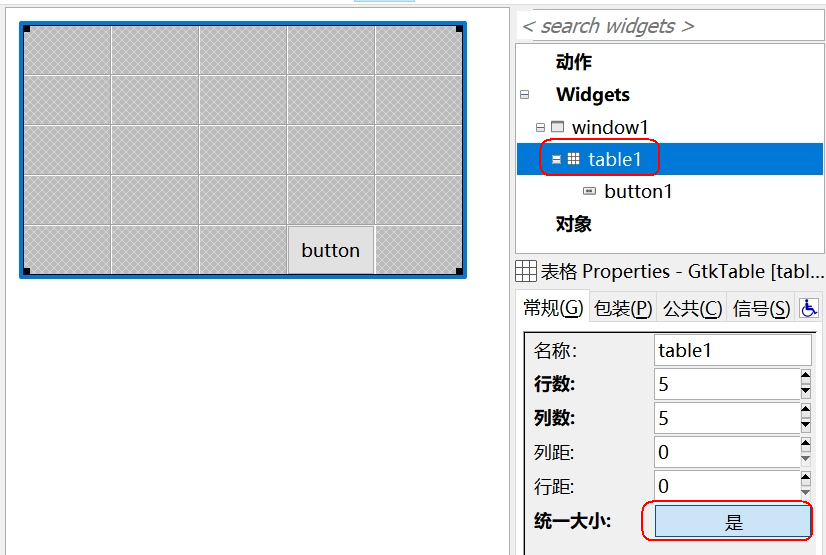 button
< search widgets >
动作
Widgets
window1
table1
button1
对象
表格 Properties - GtkTable [tabl...
常规(G) 包装(P) 公共(C) 信号(S)
名称: table1
行数: 5
列数: 5
列距: 0
行距: 0
统一大小: 是